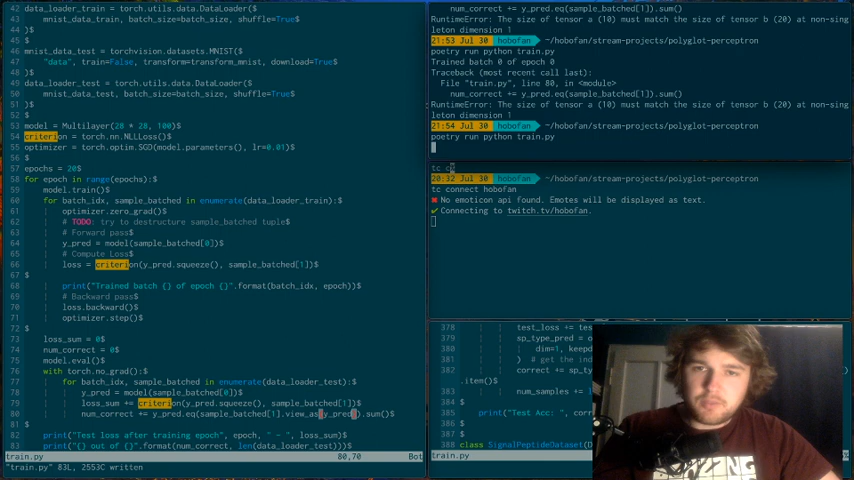 42 data_loader_train = torch.utils.data.DataLoader($
43     mnist_data_train, batch_size=batch_size, shuffle=True$
44 )$
45 $
46 mnist_data_test = torchvision.datasets.MNIST($
47     "data", train=False, transform=transform_mnist, download=True$
48 )$
49 data_loader_test = torch.utils.data.DataLoader($
50     mnist_data_test, batch_size=batch_size, shuffle=True$
51 )$
52 $
53 model = Multilayer(28 * 28, 100)$
54 criterion = torch.nn.NLLLoss()$
55 optimizer = torch.optim.SGD(model.parameters(), lr=0.01)$
56 $
57 epochs = 20$
58 for epoch in range(epochs):$
59     model.train()$
60     for batch_idx, sample_batched in enumerate(data_loader_train):$
61         optimizer.zero_grad()$
62         # TODO: try to destructure sample_batched tuple$
63         # Forward pass$
64         y_pred = model(sample_batched[0])$
65         # Compute Loss$
66         loss = criterion(y_pred.squeeze(), sample_batched[1])$
67 $
68         print("Trained batch {} of epoch {}".format(batch_idx, epoch))$
69         # Backward pass$
70         loss.backward()$
71         optimizer.step()$
72 $
73     loss_sum = 0$
74     num_correct = 0$
75     model.eval()$
76     with torch.no_grad():$
77         for batch_idx, sample_batched in enumerate(data_loader_test):$
78             y_pred = model(sample_batched[0])$
79             loss_sum += criterion(y_pred.squeeze(), sample_batched[1])$
80             num_correct += y_pred.eq(sample_batched[1].view_as(y_pred)).sum()$
82     print("Test loss after training epoch", epoch, " - ", loss_sum)$
83     print("{} out of {}".format(num_correct, len(data_loader_test)))$
train.py 80,70 Bot
"train.py" 83L, 2553C written
num_correct += y_pred.eq(sample_batched[1]).sum()
RuntimeError: The size of tensor a (10) must match the size of tensor b (20) at non-sing
leton dimension 1
21:53 Jul 30 hobofan ~/hobofan/stream-projects/polyglot-perceptron
poetry run python train.py
Trained batch 0 of epoch 0
Traceback (most recent call last):
  File "train.py", line 80, in <module>
    num_correct += y_pred.eq(sample_batched[1]).sum()
RuntimeError: The size of tensor a (10) must match the size of tensor b (20) at non-sing
leton dimension 1
21:54 Jul 30 hobofan ~/hobofan/stream-projects/polyglot-perceptron
poetry run python train.py
tc c
20:32 Jul 30 hobofan ~/hobofan/stream-projects/polyglot-perceptron
tc connect hobofan
No emoticon api found. Emotes will be displayed as text.
✔ Connecting to twitch.tv/hobofan.
378 test_loss += te
379 sp_type_pred =
380 dim=1, keepd
381 ) # get the ind
382 correct += sp_t
.item()$
383 num_samples +=
385 print("Test Acc: ", corr
387 $
388 class SignalPeptideDataset(D
train.py